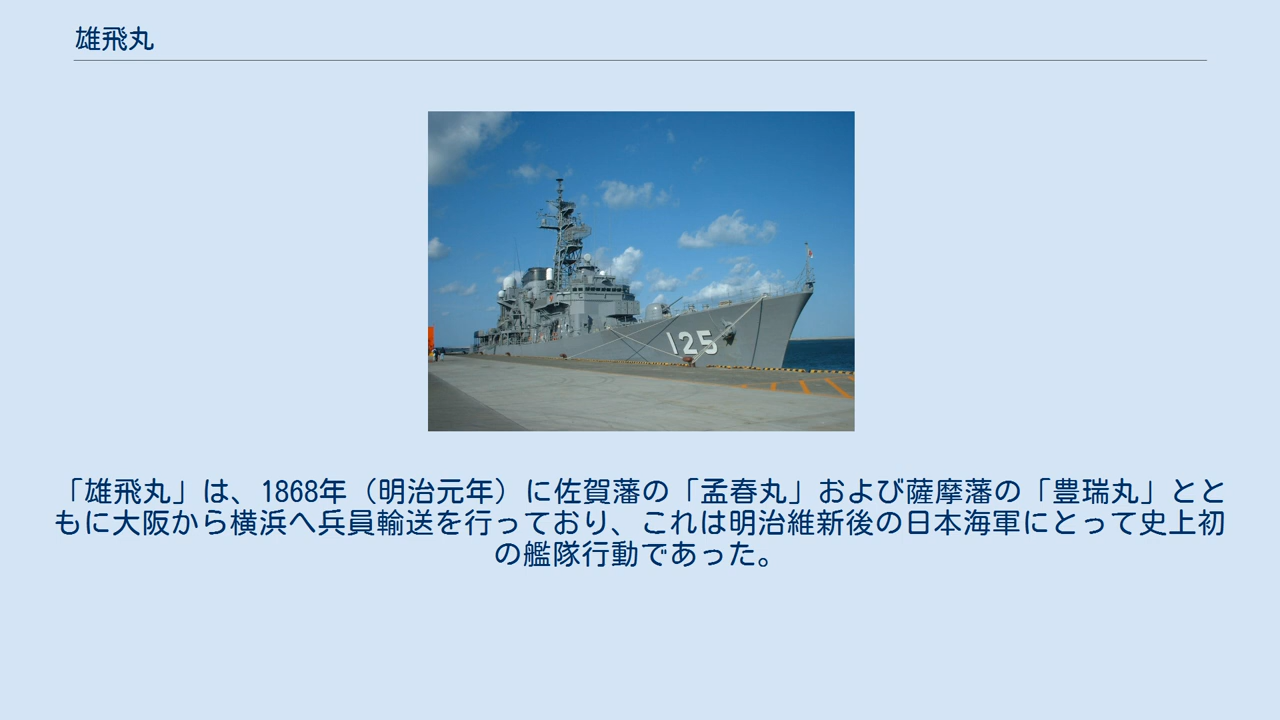 雄飛丸
125
「雄飛丸」は、1868年（明治元年）に佐賀藩の「孟春丸」および薩摩藩の「豊瑞丸」とと
もに大阪から横浜へ兵員輸送を行っており、これは明治維新後の日本海軍にとって史上初
の艦隊行動であった。